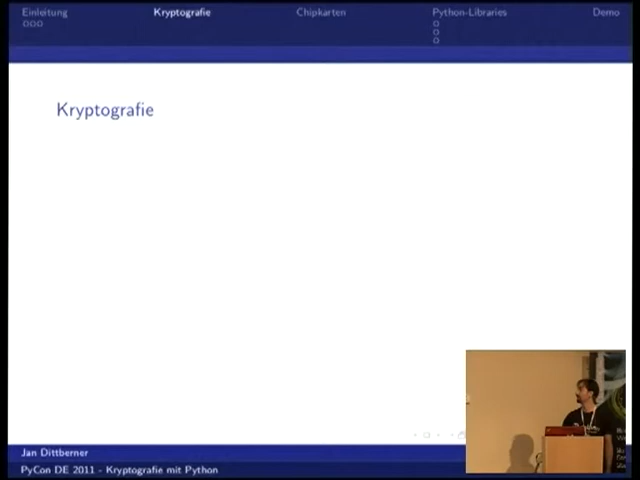 Einleitung Kryptografie Chipkarten Python-Libraries Demo
Kryptografie
Jan Dittberner
PyCon DE 2011 - Kryptografie mit Python